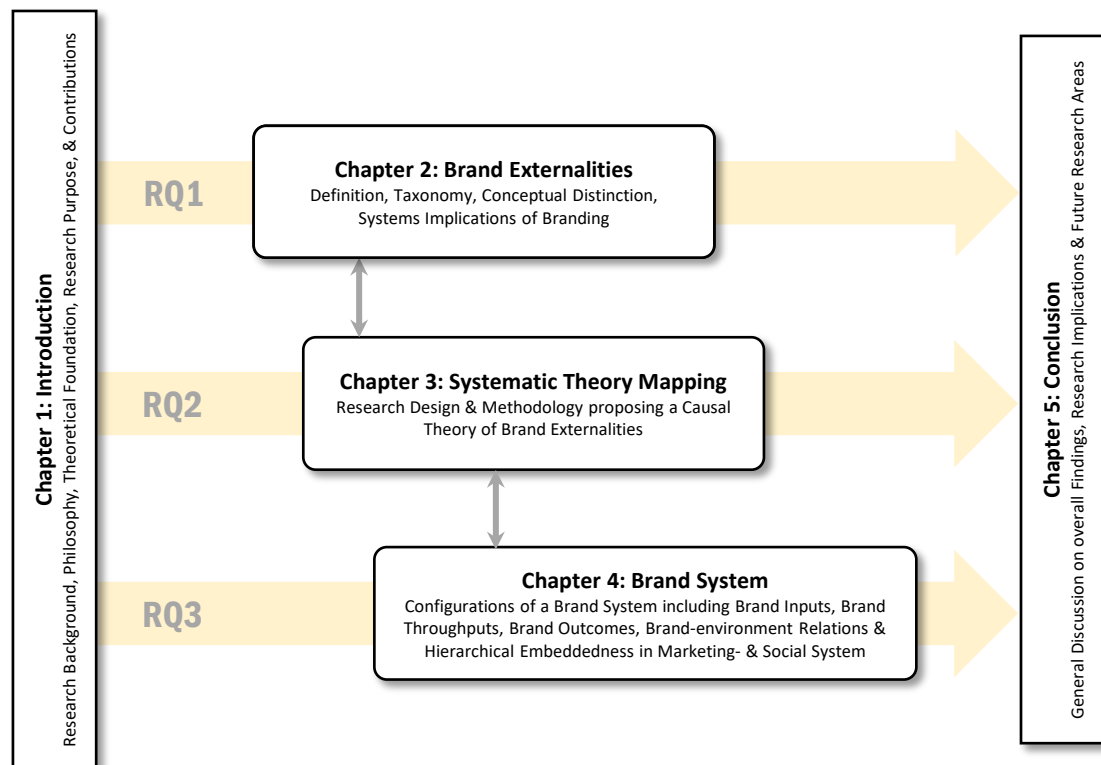 Chapter 1: Introduction
Research Background, Philosophy, Theoretical Foundation, Research Purpose, & Contributions
RQ1
Chapter 2: Brand Externalities
Definition, Taxonomy, Conceptual Distinction,
Systems Implications of Branding
RQ2
Chapter 3: Systematic Theory Mapping
Research Design & Methodology proposing a Causal
Theory of Brand Externalities
RQ3
Chapter 4: Brand System
Configurations of a Brand System including Brand Inputs, Brand
Throughputs, Brand Outcomes, Brand-environment Relations &
Hierarchical Embeddedness in Marketing- & Social System
Chapter 5: Conclusion
General Discussion on overall Findings, Research Implications & Future Research Areas